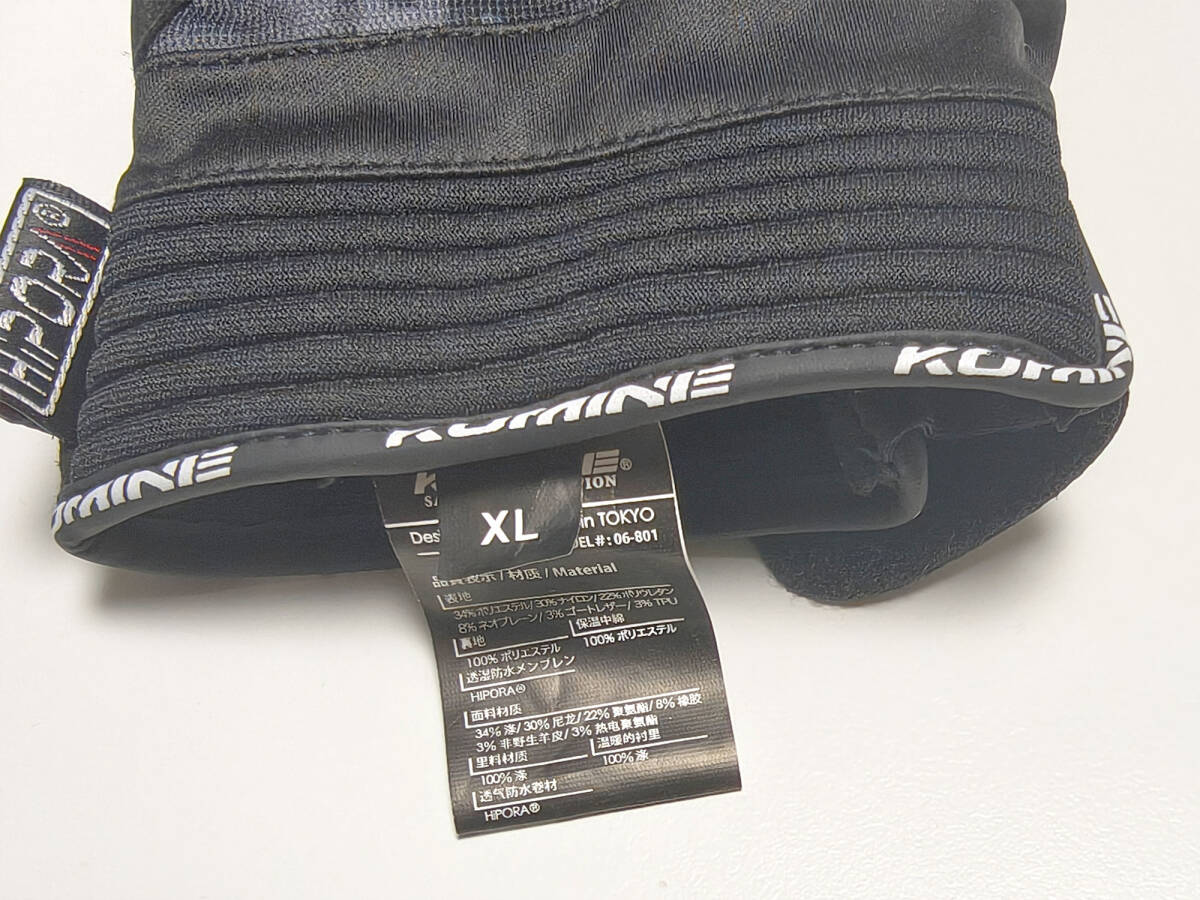 HIPORA®
KOMINE
KOMINE
KOMINE
XL
in TOKYO
06-801
品質表示/材質/Material
表地
34% ポリエステル/30% ナイロン/22% ポリウレタン
8% ネオプレーン/3% ゴートレザー/3% TPU
裏地
保温中綿
100% ポリエステル
100% ポリエステル
透湿防水メンブレン
HIPORA®
面料材质
34% 涤/30% 尼龙/22% 聚氨酯/8% 橡胶
3% 非野生羊皮/3% 热电聚氨酯
里料材质
温暖的衬里
100% 涤
100% 涤
透气防水卷材
HIPORA®